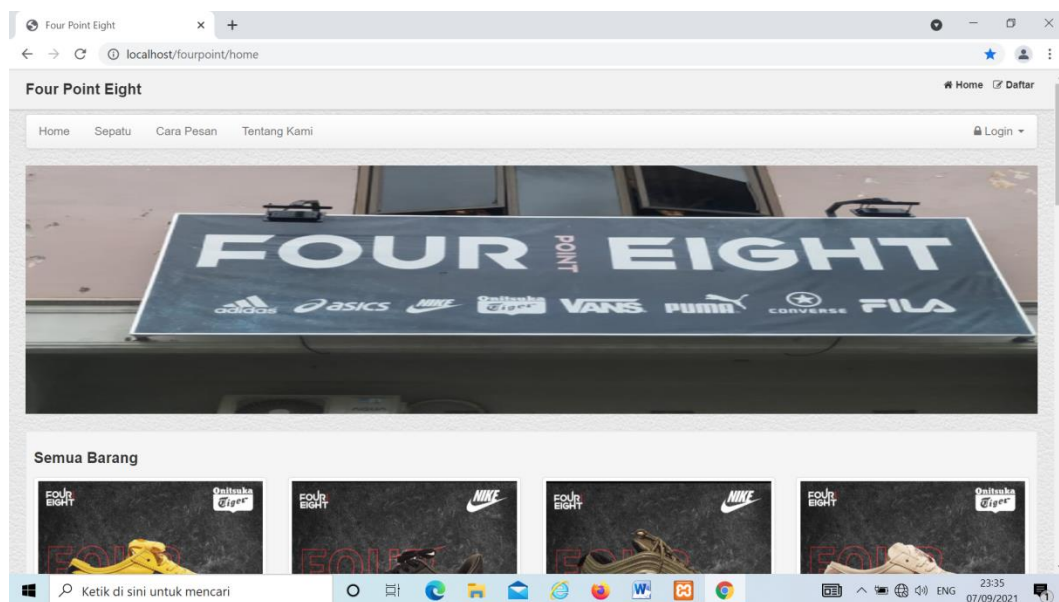 Four Point Eight
localhost/fourpoint/home
Four Point Eight
Home Daftar
Home Sepatu Cara Pesan Tentang Kami Login
FOUR POINT EIGHT
adidas asics NIKE Onitsuka Tiger VANS PUMA CONVERSE FILA
Semua Barang
FOUR EIGHT Onitsuka Tiger
FOUR EIGHT NIKE
FOUR EIGHT NIKE
FOUR EIGHT Onitsuka Tiger
FOUR
FOUR
FOUR
Ketik di sini untuk mencari
ENG
23:35
07/09/2021